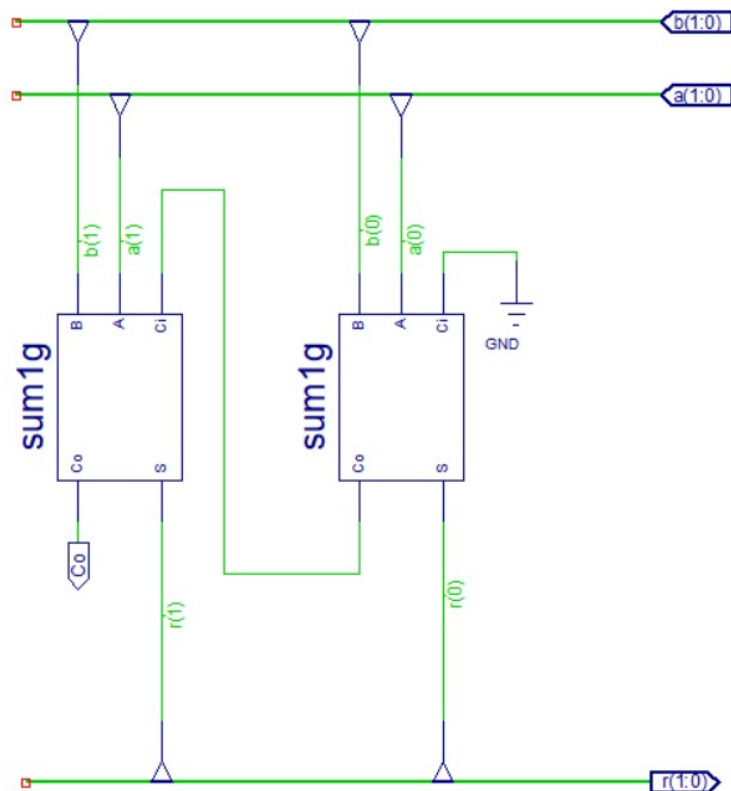 b(1:0)
a(1:0)
b(1)
a(1)
b(0)
a(0)
GND
sum1g
B
A
Ci
Co
S
sum1g
B
A
Ci
Co
S
Co
r(1)
r(0)
r(1:0)